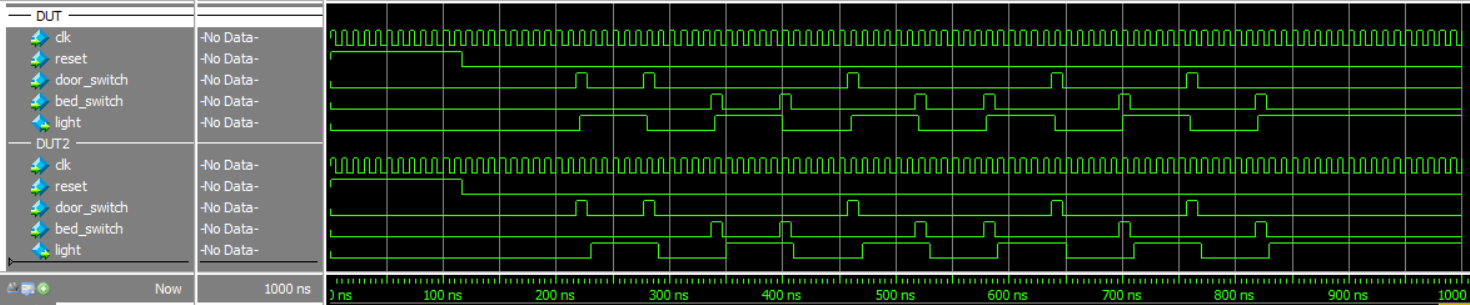 DUT
clk -No Data-
reset -No Data-
door_switch -No Data-
bed_switch -No Data-
light -No Data-
DUT2
clk -No Data-
reset -No Data-
door_switch -No Data-
bed_switch -No Data-
light -No Data-
Now 1000 ns ns 100 ns 200 ns 300 ns 400 ns 500 ns 600 ns 700 ns 800 ns 900 ns 1000